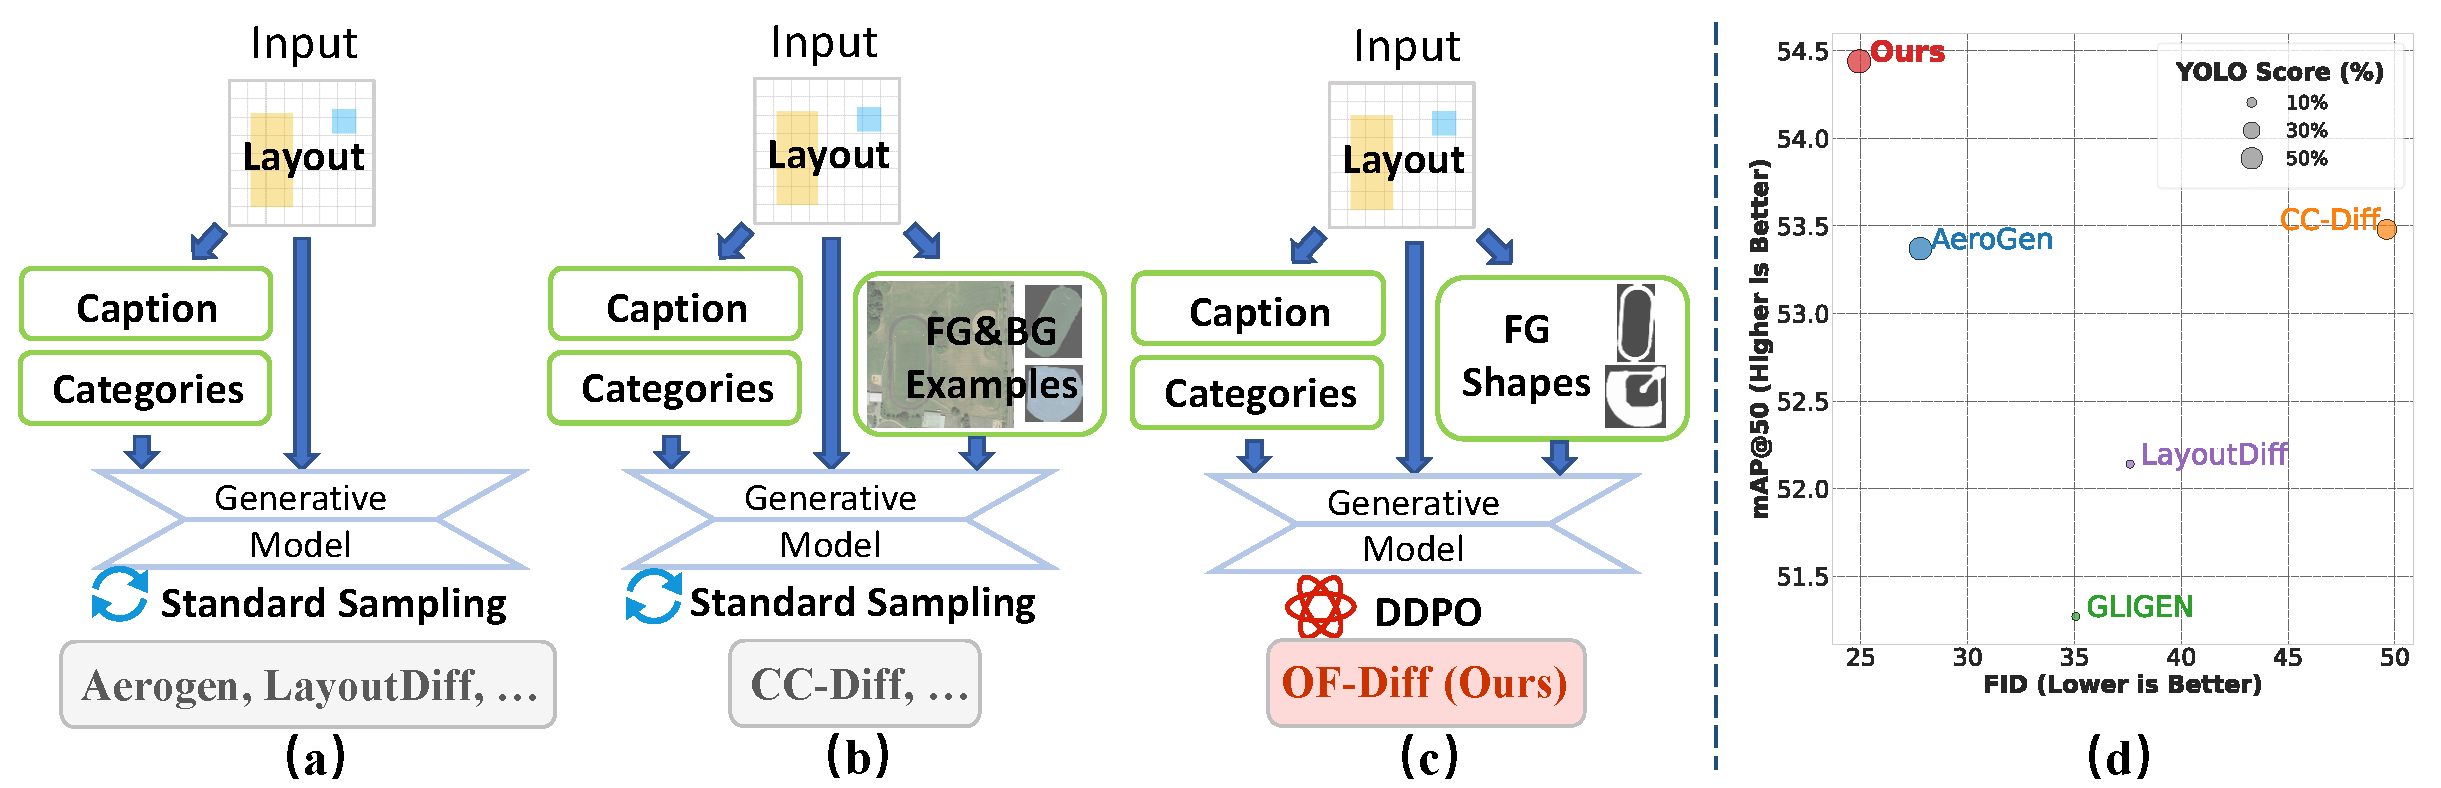 Input
Layout
Caption
Categories
Generative
Model
Standard Sampling
Aerogen, LayoutDiff, ...
(a)
Input
Layout
Caption
Categories
FG&BG
Examples
Generative
Model
Standard Sampling
CC-Diff, ...
(b)
Input
Layout
Caption
Categories
FG
Shapes
Generative
Model
DDPO
OF-Diff (Ours)
(c)
mAP@50 (Higher is Better)
54.5
54.0
53.5
53.0
52.5
52.0
51.5
Ours
YOLO Score (%)
10%
30%
50%
CC-Diff
AeroGen
LayoutDiff
GLIGEN
25 30 35 40 45 50
FID (Lower is Better)
(d)